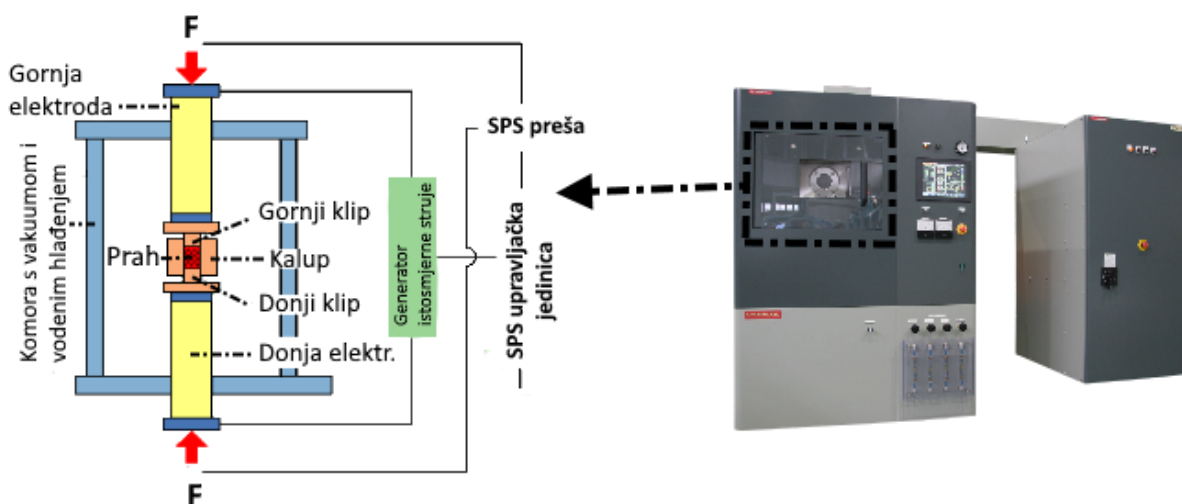 F
Gornja
elektroda
Komora s vakuumom i
vodenim hlađenjem
Gornji klip
Prah
Kalup
Donji klip
Donja elektr.
Generator
istosmjerne struje
SPS preša
SPS upravljačka
jedinica
F